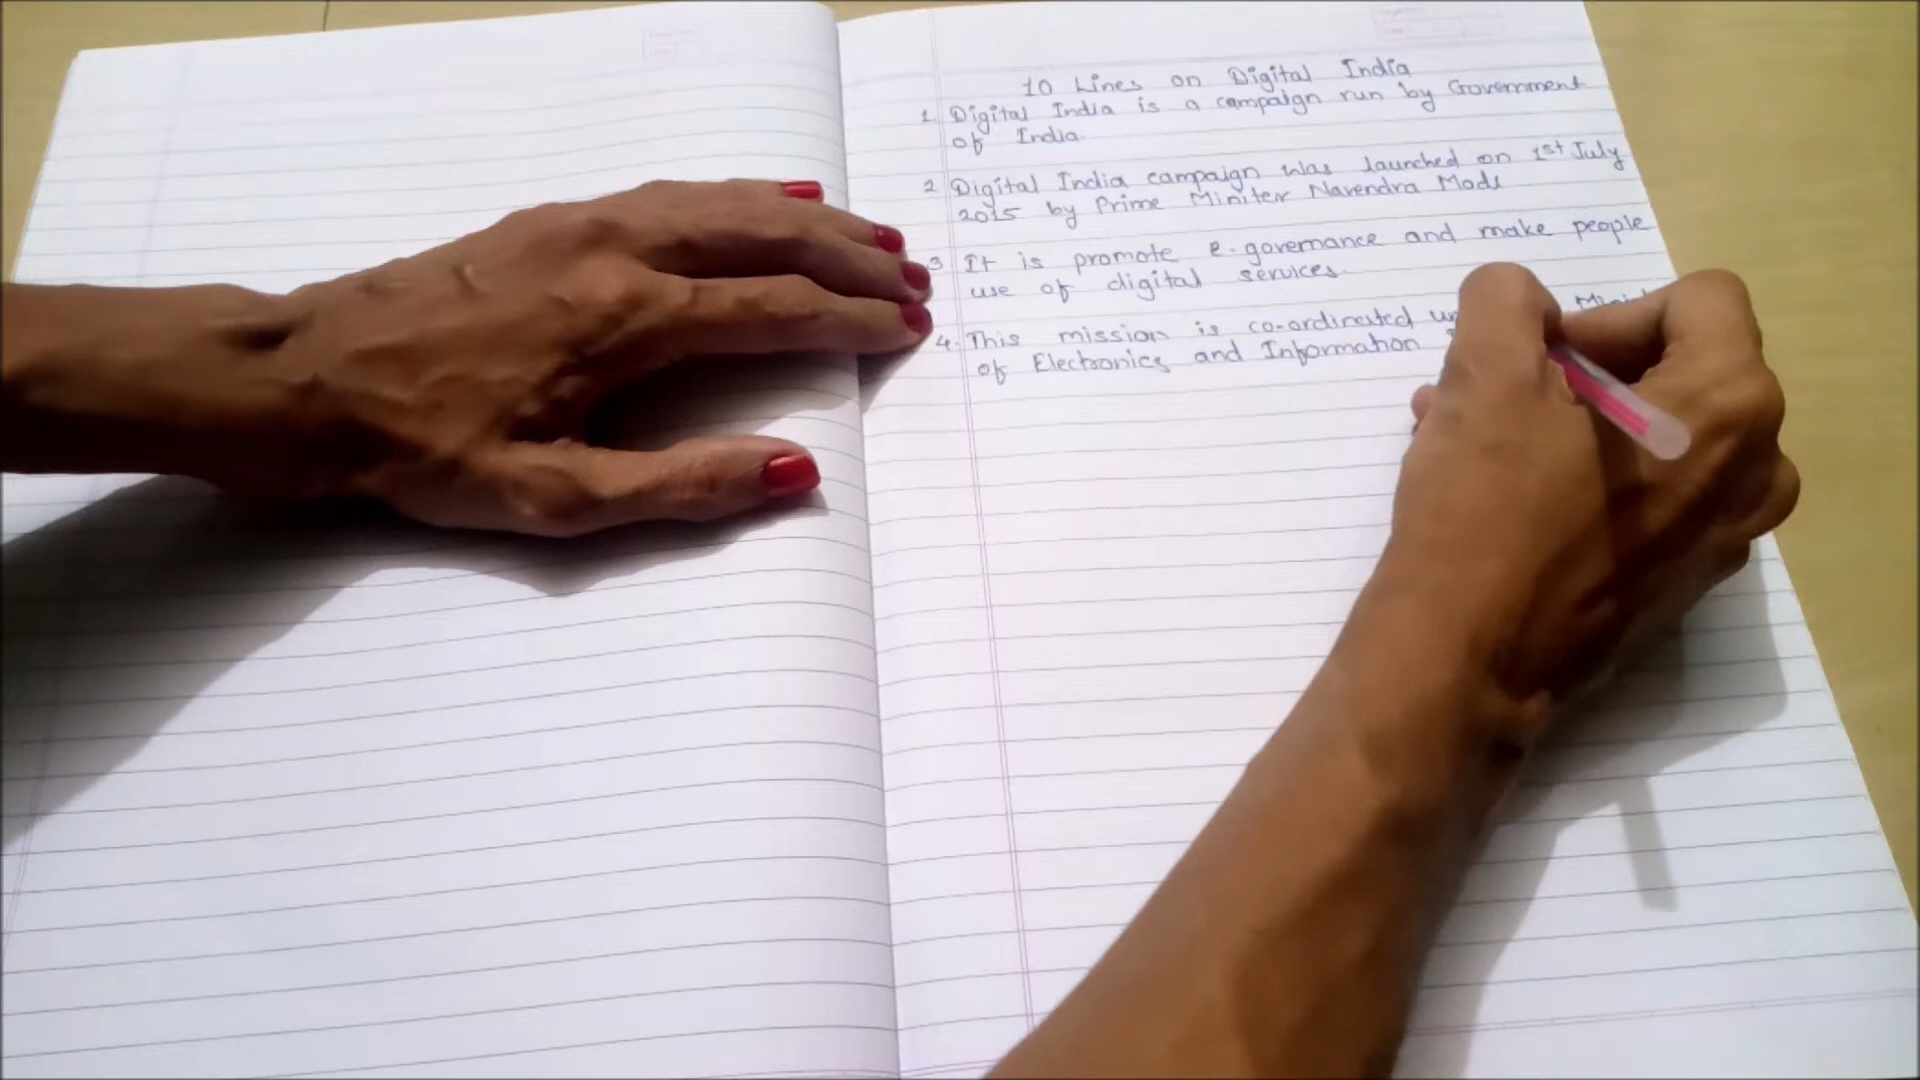 10 Lines on Digital India
1. Digital India is a campaign run by Government
of India.
2 Digital India campaign was launched on 1st July
2015 by Prime Miniter Narendra Modi
3 It is promote e-governance and make people
use of digital services.
4. This mission is co-ordinated
of Electronics and Information